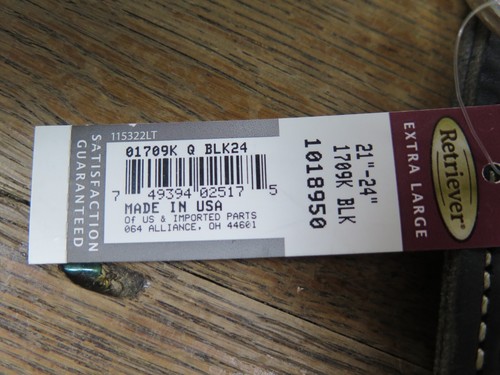 SATISFACTION
GUARANTEED
115322LT
01709K Q BLK24
7 49394 02517 5
MADE IN USA
Of US & IMPORTED PARTS
064 ALLIANCE, OH 44601
21"-24"
1709K BLK
1018950
EXTRA LARGE
Retriever®